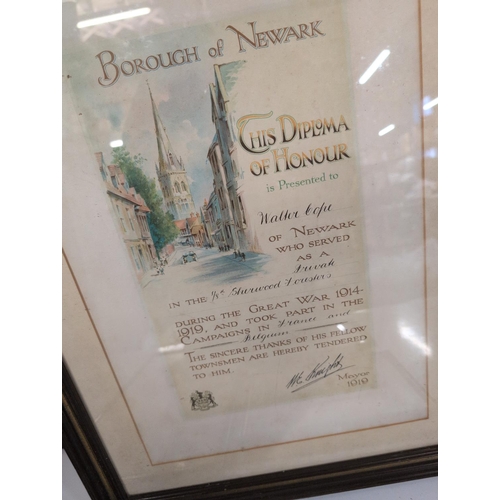 BOROUGH of NEWARK
THIS DIPLOMA
OF HONOUR
is Presented to
Walter Cope
OF NEWARK
WHO SERVED
AS A
Private
IN THE 1/8th Sherwood Foresters
DURING THE GREAT WAR 1914-
1919, AND TOOK PART IN THE
CAMPAIGNS IN France and
Belgium
THE SINCERE THANKS OF HIS FELLOW
TOWNSMEN ARE HEREBY TENDERED
TO HIM.
Mayor
1919